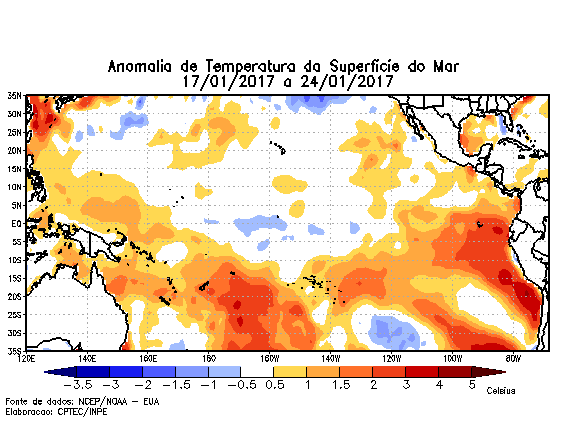 Anomalia de Temperatura da Superfície do Mar
17/01/2017 a 24/01/2017
35N
30N
25N
20N
15N
10N
5N
EQ
5S
10S
15S
20S
25S
30S
35S
120E 140E 160E 180E 160W 140W 120W 100W 80W
−3.5 −3 −2 −1.5 −1 −0.5 0.5 1 1.5 2 3 4 5
Celsius
Fonte de dados: NCEP/NOAA − EUA
Elaboracao: CPTEC/INPE